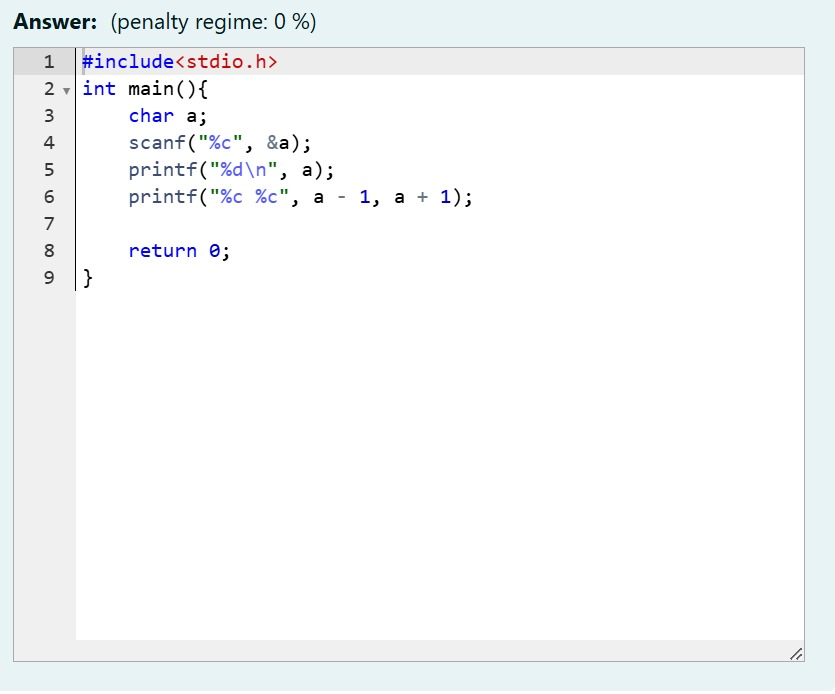 Answer: (penalty regime: 0 %)
1 #include<stdio.h>
2 int main(){
3     char a;
4     scanf("%c", &a);
5     printf("%d\n", a);
6     printf("%c %c", a - 1, a + 1);
7
8     return 0;
9 }